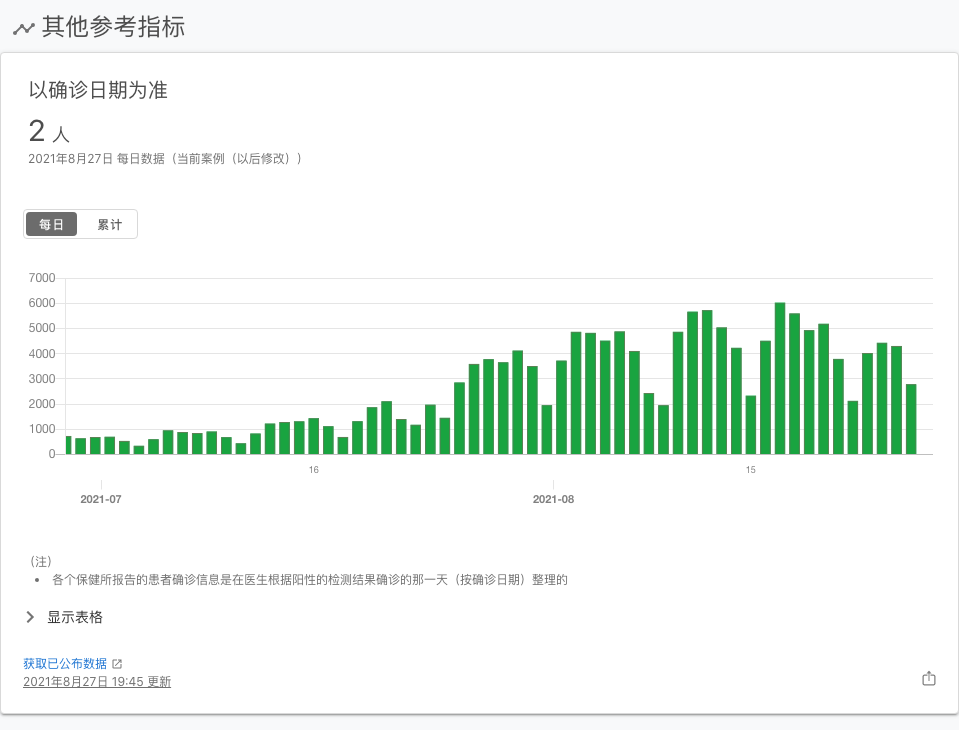 其他参考指标
以确诊日期为准
2 人
2021年8月27日 每日数据（当前案例（以后修改））
每日 累计
7000
6000
5000
4000
3000
2000
1000
0
16 15
2021-07 2021-08
（注）
• 各个保健所报告的患者确诊信息是在医生根据阳性的检测结果确诊的那一天（按确诊日期）整理的
显示表格
获取已公布数据
2021年8月27日 19:45 更新